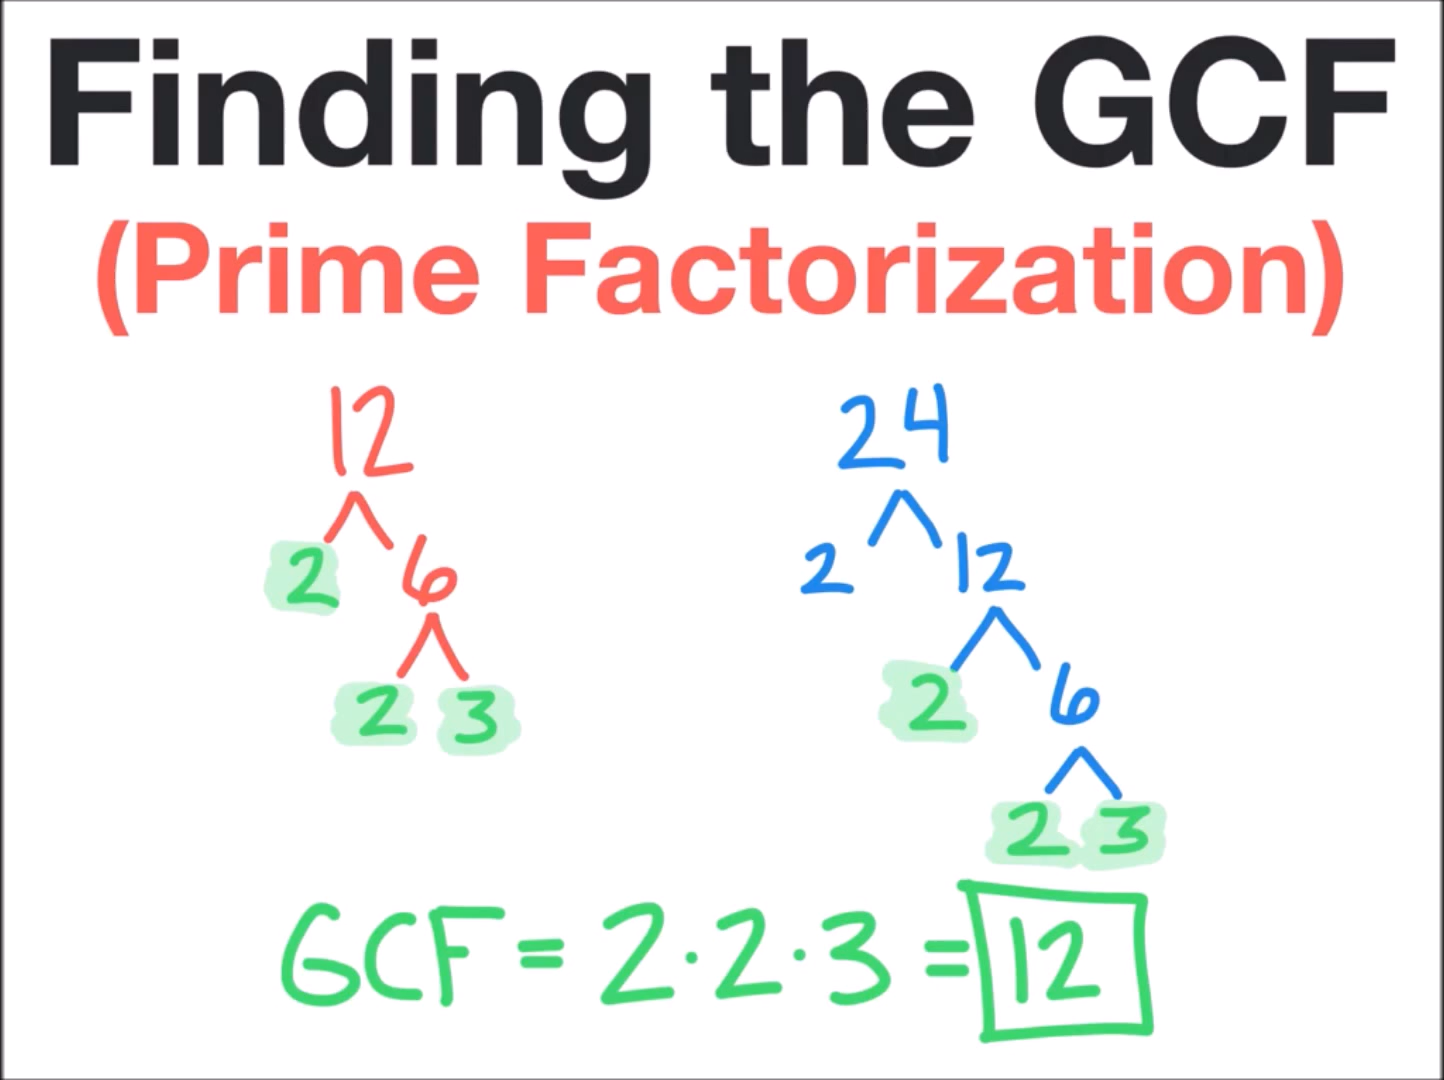 Finding the GCF
(Prime Factorization)
12 24
2 6 2 12
2 3 2 6
2 3
GCF = 2·2·3 = 12